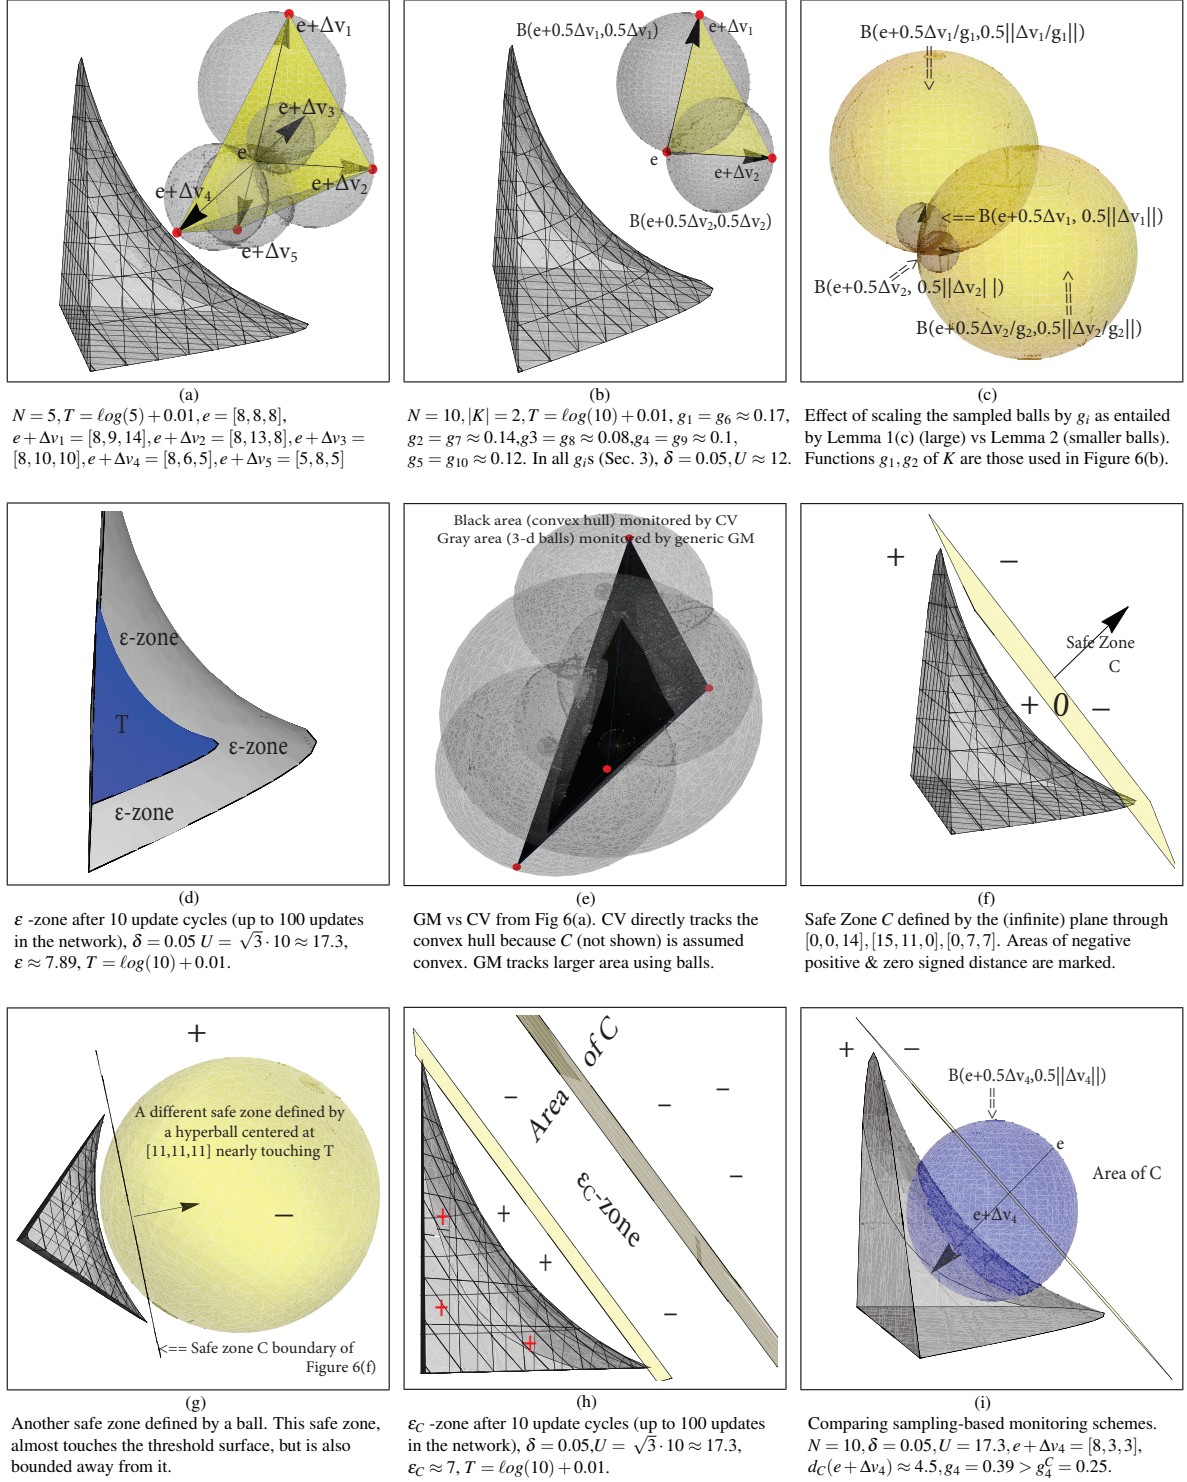 e+Δv₁
e+Δv₃
e
e+Δv₂
e+Δv₄
e+Δv₅
(a)
N = 5, T = ℓog(5) + 0.01, e = [8,8,8],
e + Δv₁ = [8,9,14], e + Δv₂ = [8,13,8], e + Δv₃ =
[8,10,10], e + Δv₄ = [8,6,5], e + Δv₅ = [5,8,5]
B(e+0.5Δv₁,0.5Δv₁)
e+Δv₁
e
e+Δv₂
B(e+0.5Δv₂,0.5Δv₂)
(b)
N = 10, |K| = 2, T = ℓog(10) + 0.01, g₁ = g₆ ≈ 0.17,
g₂ = g₇ ≈ 0.14, g3 = g₈ ≈ 0.08, g₄ = g₉ ≈ 0.1,
g₅ = g₁₀ ≈ 0.12. In all gᵢs (Sec. 3), δ = 0.05, U ≈ 12.
B(e+0.5Δv₁/g₁,0.5||Δv₁/g₁||)
<== B(e+0.5Δv₁, 0.5||Δv₁||)
B(e+0.5Δv₂, 0.5||Δv₂| |)
B(e+0.5Δv₂/g₂,0.5||Δv₂/g₂||)
(c)
Effect of scaling the sampled balls by gᵢ as entailed
by Lemma 1(c) (large) vs Lemma 2 (smaller balls).
Functions g₁,g₂ of K are those used in Figure 6(b).
ε-zone
T
ε-zone
ε-zone
(d)
ε -zone after 10 update cycles (up to 100 updates
in the network), δ = 0.05 U = √3 · 10 ≈ 17.3,
ε ≈ 7.89, T = ℓog(10) + 0.01.
Black area (convex hull) monitored by CV
Gray area (3-d balls) monitored by generic GM
(e)
GM vs CV from Fig 6(a). CV directly tracks the
convex hull because C (not shown) is assumed
convex. GM tracks larger area using balls.
+ −
Safe Zone
C
+ 0 −
(f)
Safe Zone C defined by the (infinite) plane through
[0,0,14],[15,11,0],[0,7,7]. Areas of negative
positive & zero signed distance are marked.
+
A different safe zone defined by
a hyperball centered at
[11,11,11] nearly touching T
−
<== Safe zone C boundary of
Figure 6(f)
(g)
Another safe zone defined by a ball. This safe zone,
almost touches the threshold surface, but is also
bounded away from it.
Area of C
− − −
εC-zone
−
+ +
+
+ +
−
(h)
εC -zone after 10 update cycles (up to 100 updates
in the network), δ = 0.05, U = √3 · 10 ≈ 17.3,
εC ≈ 7, T = ℓog(10) + 0.01.
+ −
B(e+0.5Δv₄,0.5||Δv₄||)
e
Area of C
e+Δv₄
(i)
Comparing sampling-based monitoring schemes.
N = 10, δ = 0.05, U = 17.3, e + Δv₄ = [8,3,3],
dC(e + Δv₄) ≈ 4.5, g₄ = 0.39 > g₄ᶜ = 0.25.